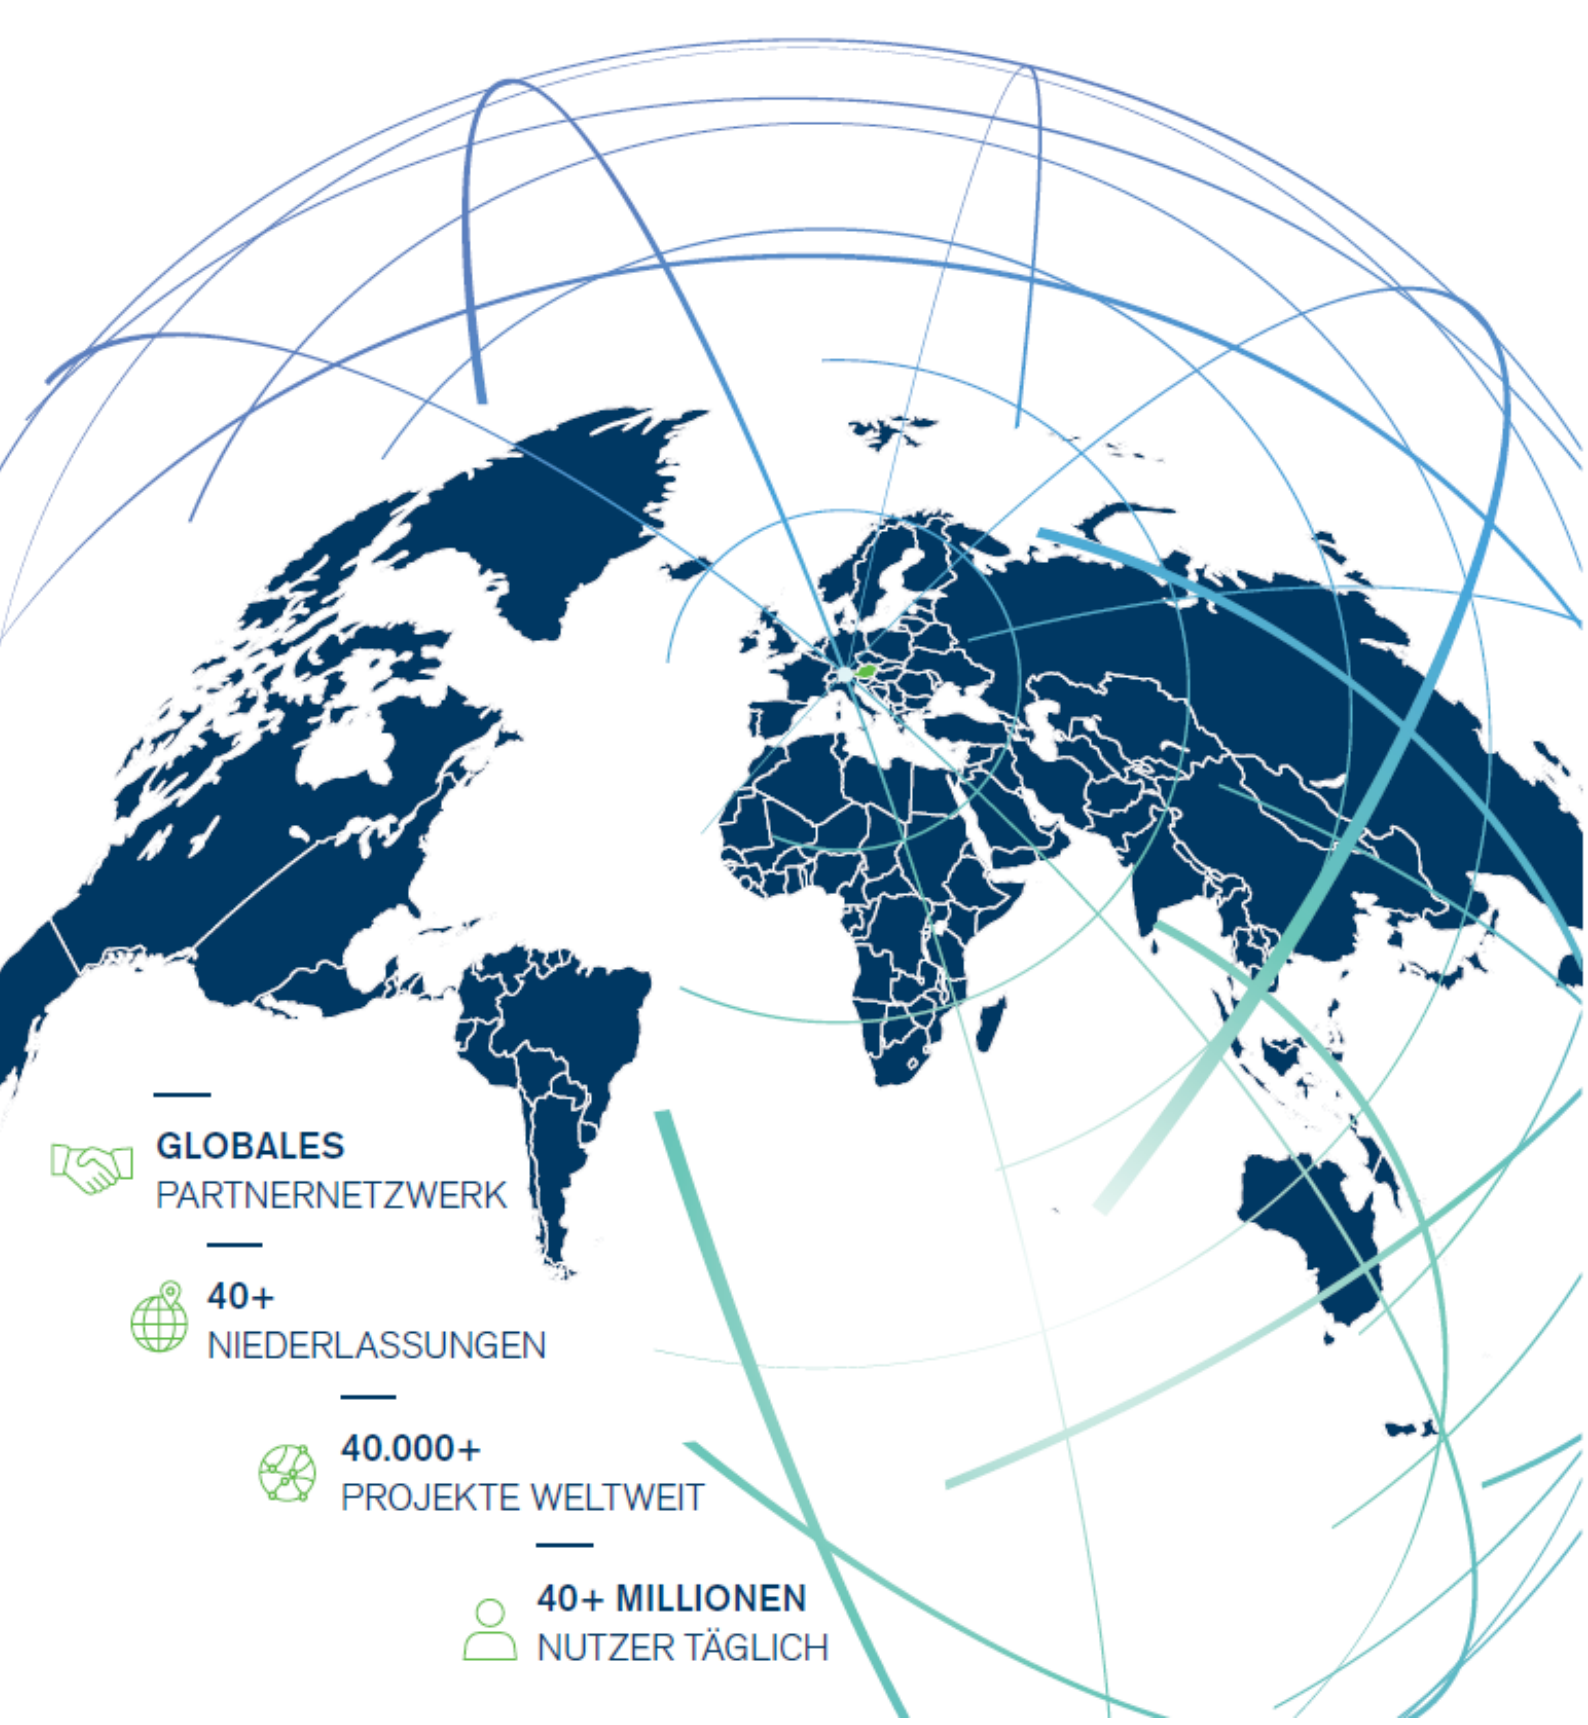 GLOBALES
PARTNERNETZWERK
40+
NIEDERLASSUNGEN
40.000+
PROJEKTE WELTWEIT
40+ MILLIONEN
NUTZER TÄGLICH